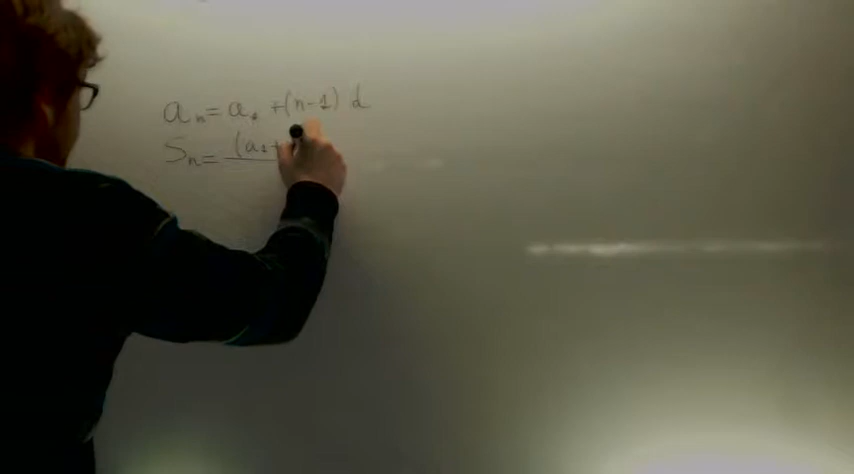 aₙ = a₁ + (n-1) d
Sₙ = (a₁+